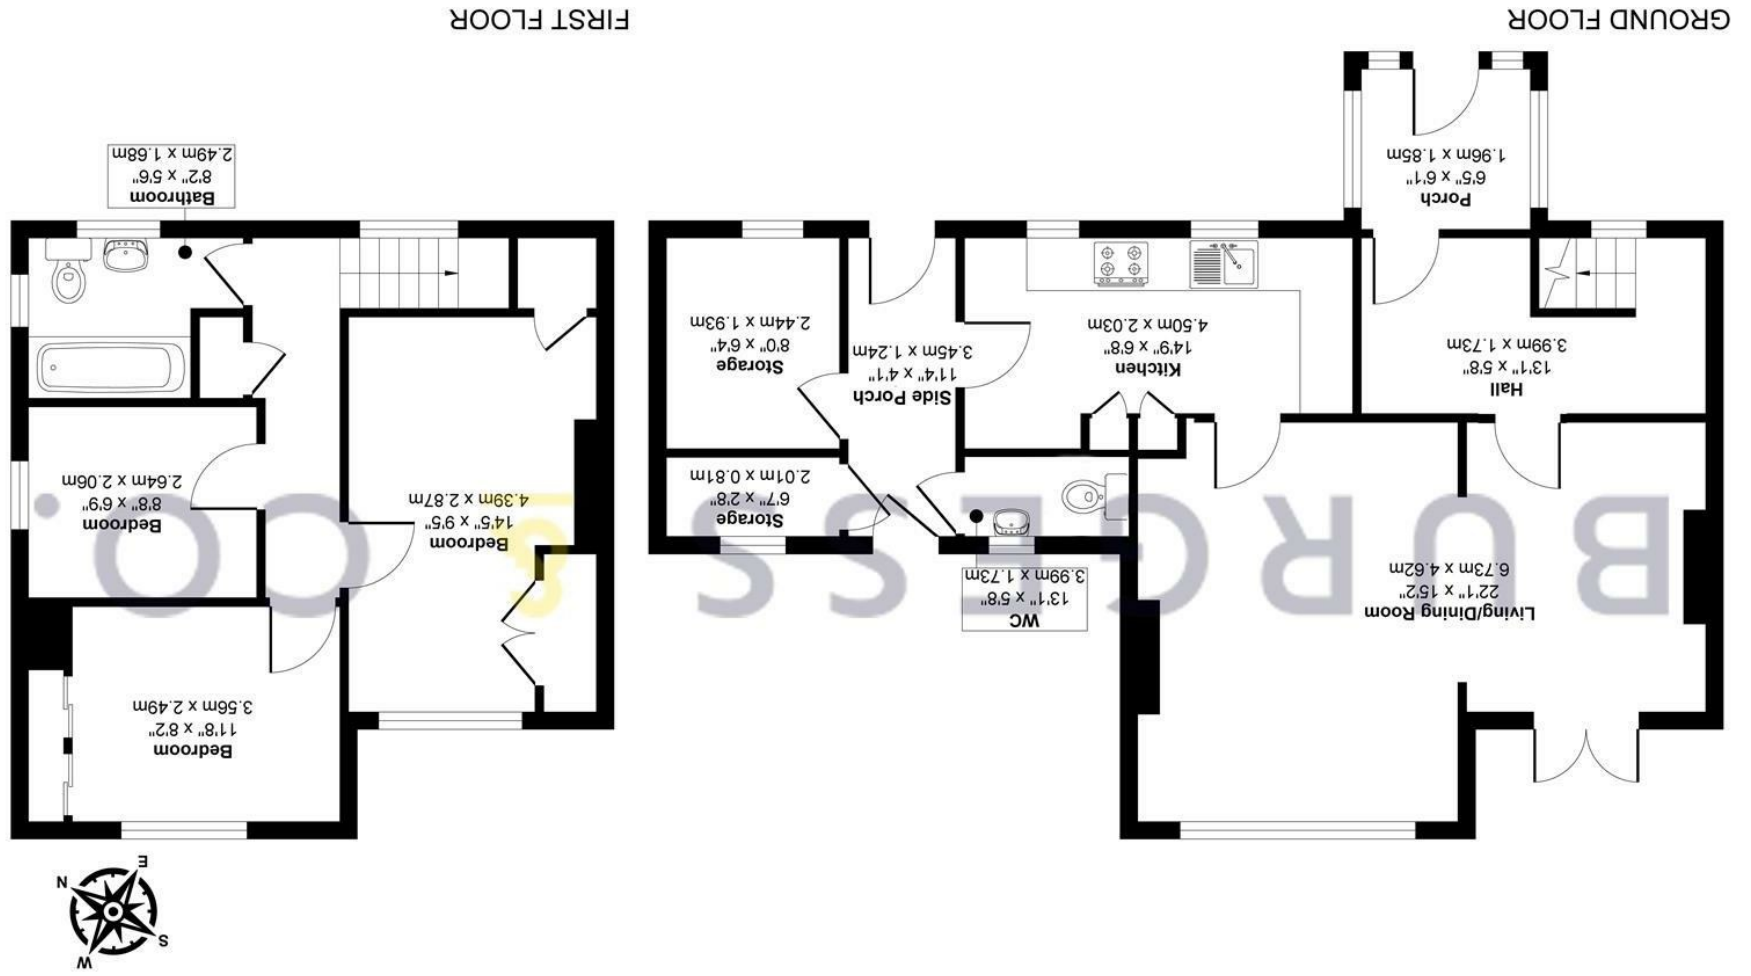 W
S
N
E
Bedroom
11'8" x 8'2"
3.56m x 2.49m
Living/Dining Room
22'1" x 15'2"
6.73m x 4.62m
WC
13'1" x 5'8"
3.99m x 1.73m
BURGESS & CO.
Storage
6'7" x 2'8"
2.01m x 0.81m
Bedroom
14'5" x 9'5"
4.39m x 2.87m
Bedroom
8'8" x 6'9"
2.64m x 2.06m
Hall
13'1" x 5'8"
3.99m x 1.73m
Kitchen
14'9" x 6'8"
4.50m x 2.03m
Side Porch
11'4" x 4'1"
3.45m x 1.24m
Storage
8'0" x 6'4"
2.44m x 1.93m
Porch
6'5" x 6'1"
1.96m x 1.85m
Bathroom
8'2" x 5'6"
2.49m x 1.68m
GROUND FLOOR
FIRST FLOOR